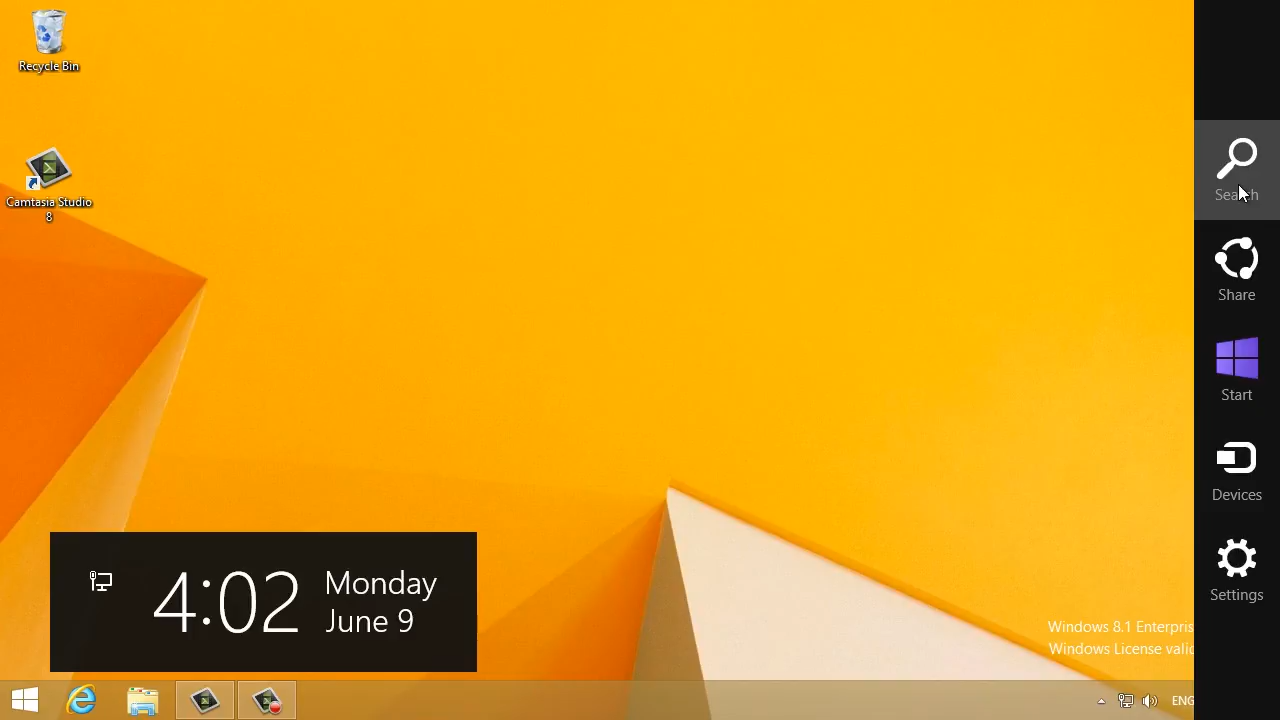 Recycle Bin
Camtasia Studio
8
Search
Share
Start
Devices
Settings
4:02
Monday
June 9
Windows 8.1 Enterpris
Windows License valid
ENG